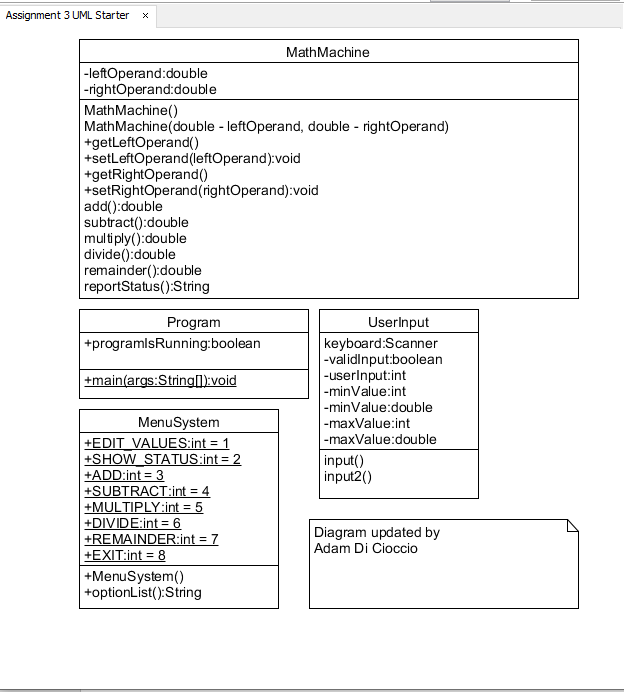 Assignment 3 UML Starter ×
MathMachine
-leftOperand:double
-rightOperand:double
MathMachine()
MathMachine(double - leftOperand, double - rightOperand)
+getLeftOperand()
+setLeftOperand(leftOperand):void
+getRightOperand()
+setRightOperand(rightOperand):void
add():double
subtract():double
multiply():double
divide():double
remainder():double
reportStatus():String
Program
+programIsRunning:boolean
+main(args:String[]):void
UserInput
keyboard:Scanner
-validInput:boolean
-userInput:int
-minValue:int
-minValue:double
-maxValue:int
-maxValue:double
input()
input2()
MenuSystem
+EDIT_VALUES:int = 1
+SHOW_STATUS:int = 2
+ADD:int = 3
+SUBTRACT:int = 4
+MULTIPLY:int = 5
+DIVIDE:int = 6
+REMAINDER:int = 7
+EXIT:int = 8
+MenuSystem()
+optionList():String
Diagram updated by
Adam Di Cioccio